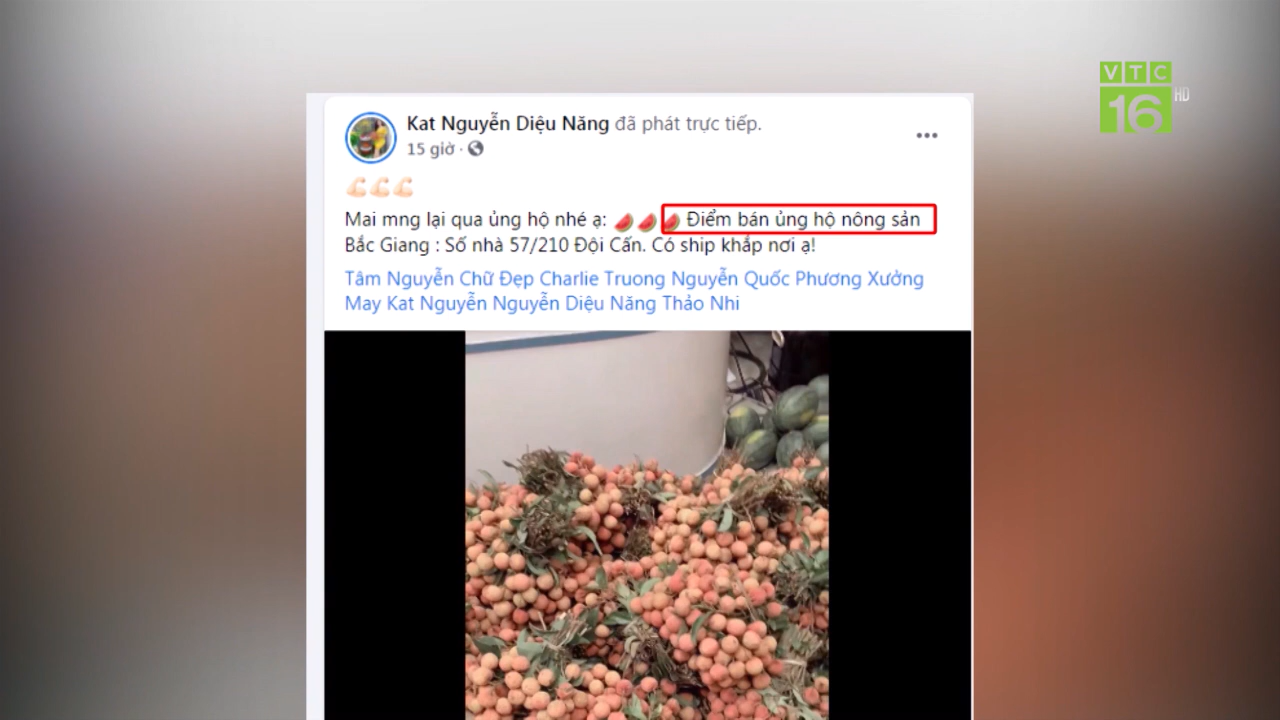 VTC
16
HD
Kat Nguyễn Diệu Năng đã phát trực tiếp.
15 giờ ·
Mai mng lại qua ủng hộ nhé ạ: 🍉🍉🍉 Điểm bán ủng hộ nông sản
Bắc Giang : Số nhà 57/210 Đội Cấn. Có ship khắp nơi ạ!
Tâm Nguyễn Chữ Đẹp Charlie Truong Nguyễn Quốc Phương Xưởng
May Kat Nguyễn Nguyễn Diệu Năng Thảo Nhi